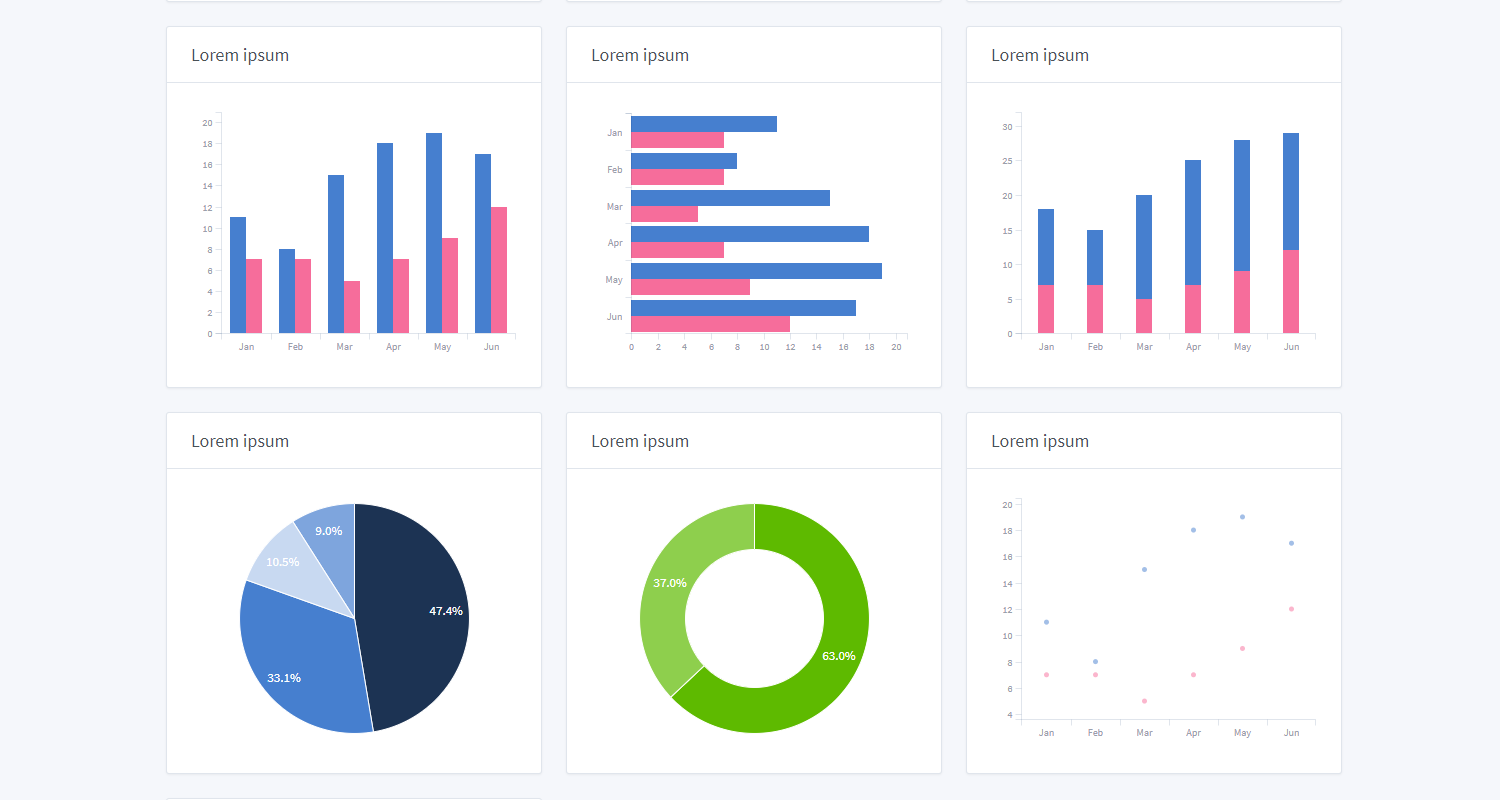 Lorem ipsum
Lorem ipsum
Lorem ipsum
20
18
16
14
12
10
8
6
4
2
0
Jan Feb Mar Apr May Jun
Jan
Feb
Mar
Apr
May
Jun
0 2 4 6 8 10 12 14 16 18 20
30
25
20
15
10
5
0
Jan Feb Mar Apr May Jun
Lorem ipsum
Lorem ipsum
Lorem ipsum
9.0%
10.5%
47.4%
33.1%
37.0%
63.0%
20
18
16
14
12
10
8
6
4
Jan Feb Mar Apr May Jun